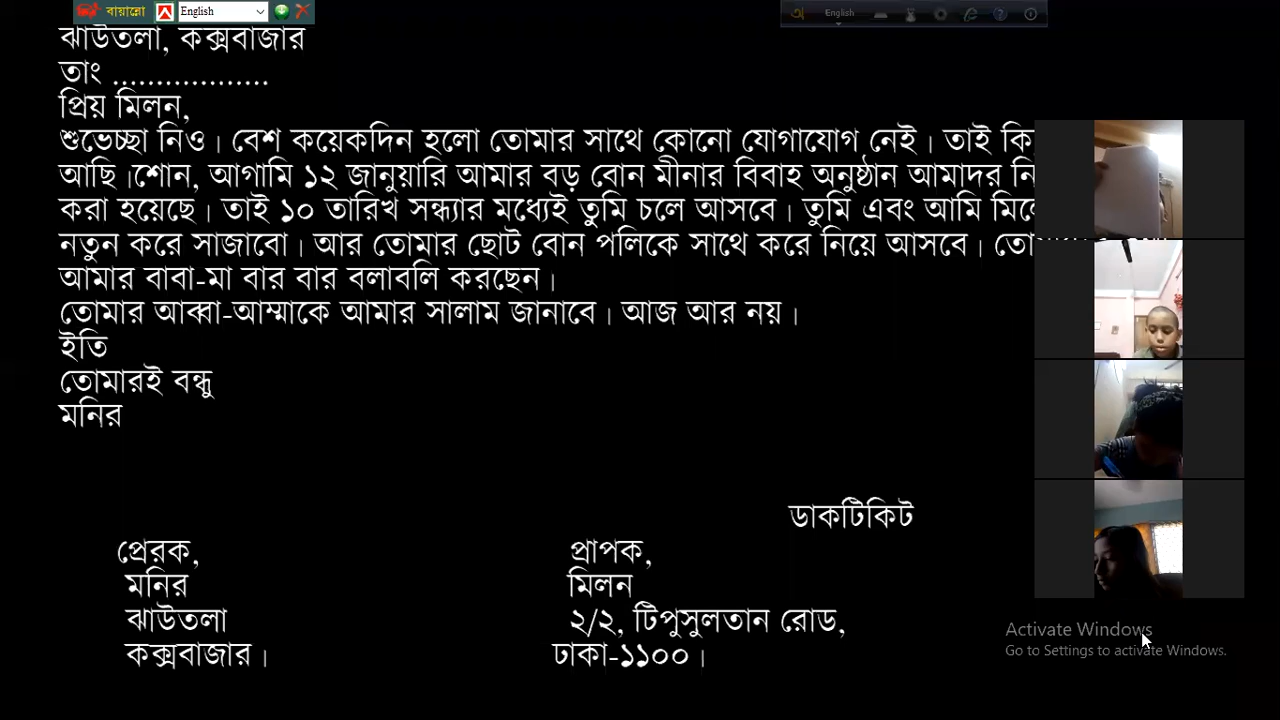 বায়ান্নো English English
ঝাউতলা, কক্সবাজার
তাং ..................
প্রিয় মিলন,
শুভেচ্ছা নিও। বেশ কয়েকদিন হলো তোমার সাথে কোনো যোগাযোগ নেই। তাই
আছি।শোন, আগামি ১২ জানুয়ারি আমার বড় বোন মীনার বিবাহ অনুষ্ঠান আমাদর
করা হয়েছে। তাই ১০ তারিখ সন্ধ্যার মধ্যেই তুমি চলে আসবে। তুমি এবং আমি
নতুন করে সাজাবো। আর তোমার ছোট বোন পলিকে সাথে করে নিয়ে আসবে।
আমার বাবা-মা বার বার বলাবলি করছেন।
তোমার আব্বা-আম্মাকে আমার সালাম জানাবে। আজ আর নয়।
ইতি
তোমারই বন্ধু
মনির
ডাকটিকিট
প্রেরক, প্রাপক,
মনির মিলন
ঝাউতলা ২/২, টিপুসুলতান রোড,
কক্সবাজার। ঢাকা-১১০০।
Activate Windows
Go to Settings to activate Windows.